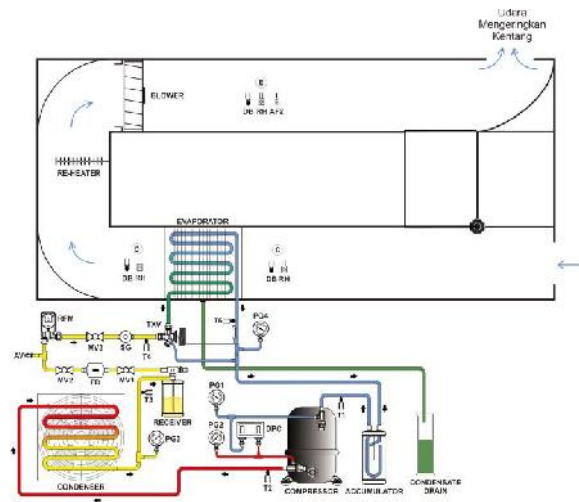 Udara
Mengeringkan
Kentang
BLOWER
DB RH AF2
RE-HEATER
EVAPORATOR
DB RH
DB RH
RFM
TXV
T6
PG4
AV
MV3
SG
T4
MV2
FD
MV1
T3
RECEIVER
PG1
PG2
DPC
PG3
T1
T2
CONDENSER
COMPRESSOR
ACCUMULATOR
CONDENSATE
DRAIN